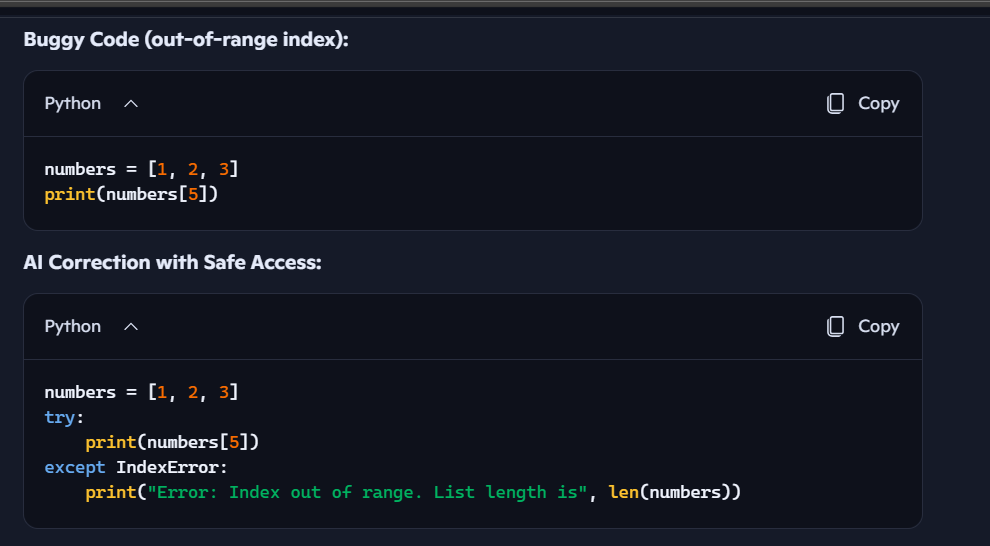 Buggy Code (out-of-range index):
Python
Copy
numbers = [1, 2, 3]
print(numbers[5])
AI Correction with Safe Access:
Python
Copy
numbers = [1, 2, 3]
try:
    print(numbers[5])
except IndexError:
    print("Error: Index out of range. List length is", len(numbers))